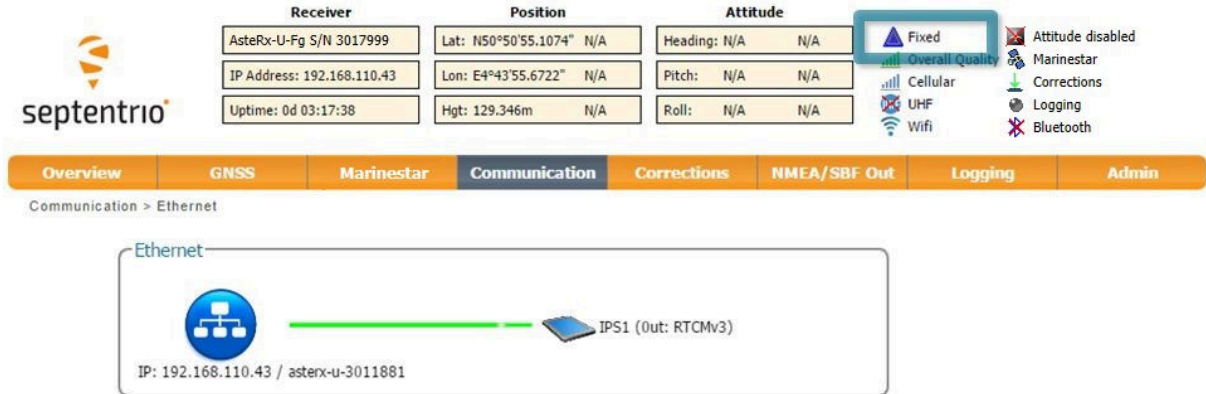 Receiver
AsteRx-U-Fg S/N 3017999
IP Address: 192.168.110.43
Uptime: 0d 03:17:38
Position
Lat: N50°50'55.1074" N/A
Lon: E4°43'55.6722" N/A
Hgt: 129.346m N/A
Attitude
Heading: N/A N/A
Pitch: N/A N/A
Roll: N/A N/A
Fixed
Overall Quality
Cellular
UHF
Wifi
Attitude disabled
Marinestar
Corrections
Logging
Bluetooth
septentrio
Overview GNSS Marinestar Communication Corrections NMEA/SBF Out Logging Admin
Communication > Ethernet
Ethernet
IPS1 (Out: RTCMv3)
IP: 192.168.110.43 / asterx-u-3011881